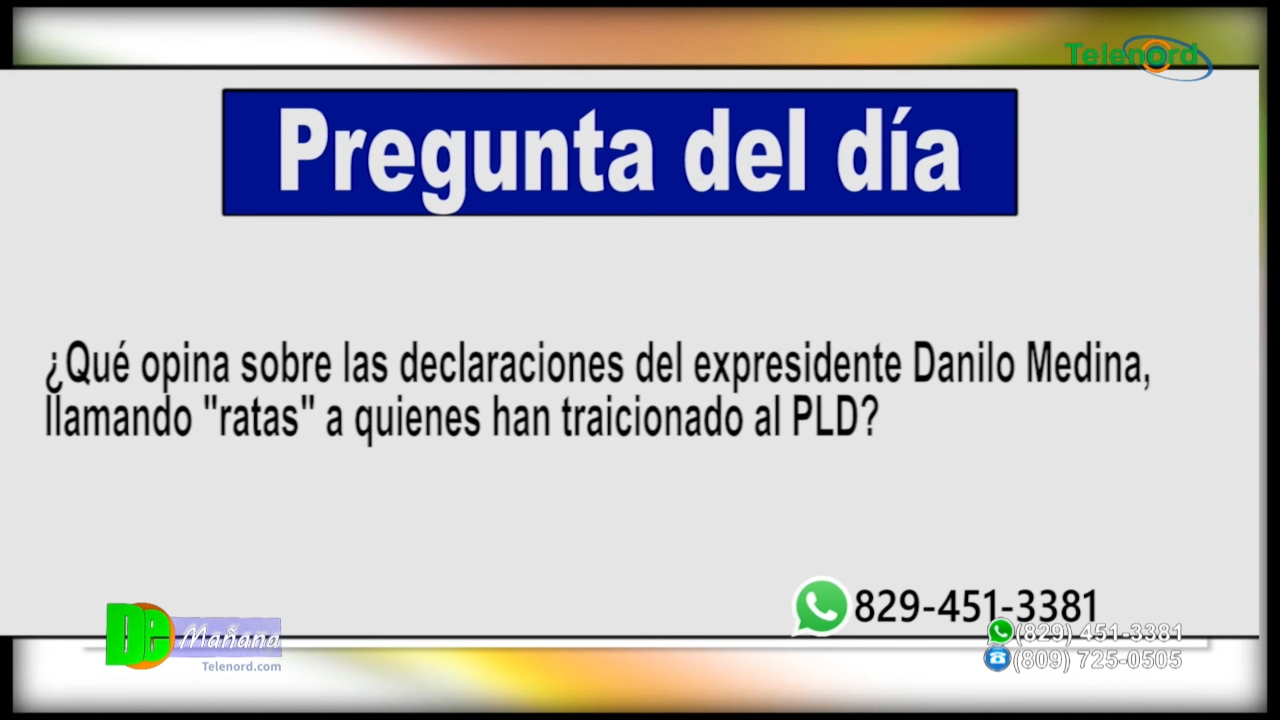 Telenord
Pregunta del día
¿Qué opina sobre las declaraciones del expresidente Danilo Medina,
llamando "ratas" a quienes han traicionado al PLD?
829-451-3381
(829) 451-3381
(809) 725-0505
De Mañana
Telenord.com